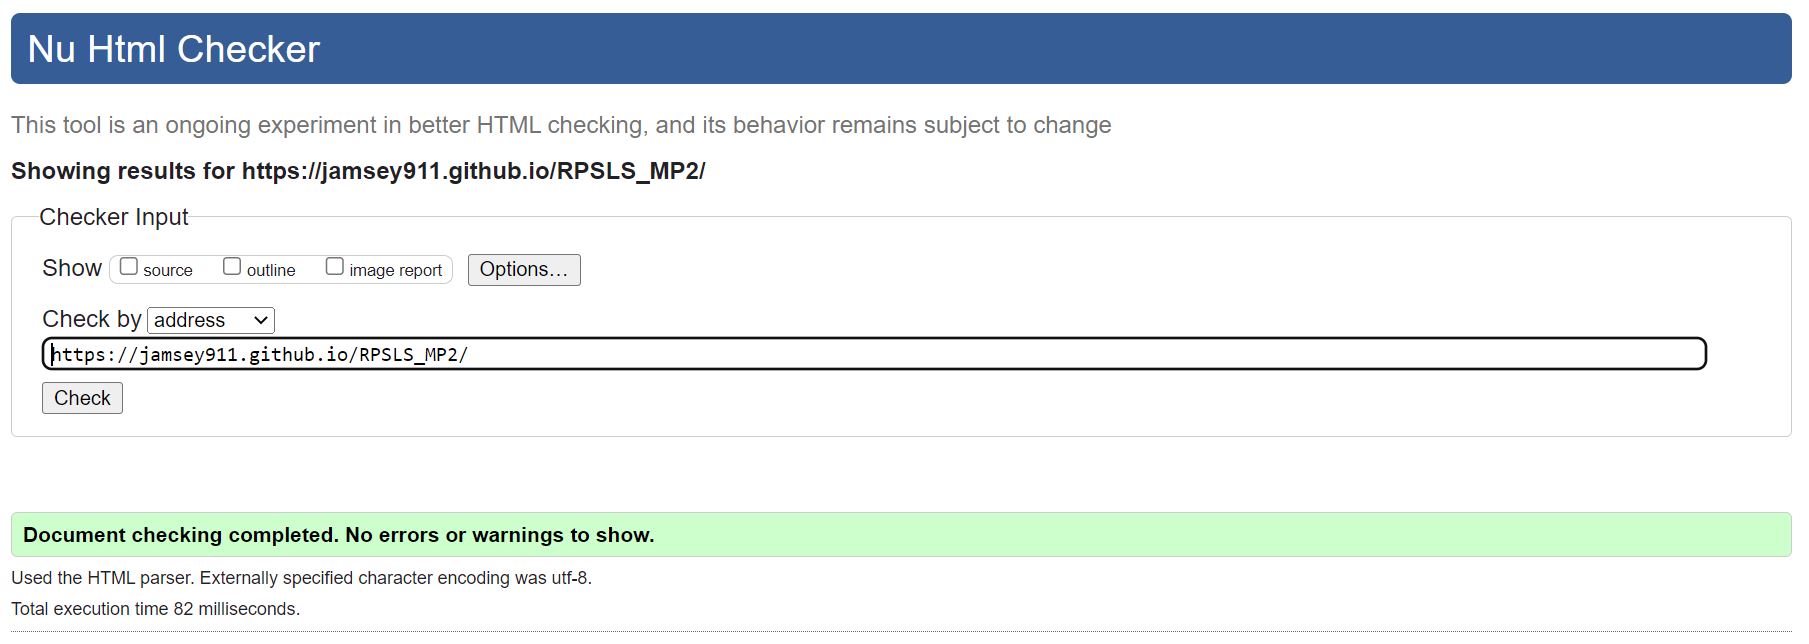 Nu Html Checker
This tool is an ongoing experiment in better HTML checking, and its behavior remains subject to change
Showing results for https://jamsey911.github.io/RPSLS_MP2/
Checker Input
Show source outline image report Options...
Check by address
https://jamsey911.github.io/RPSLS_MP2/
Check
Document checking completed. No errors or warnings to show.
Used the HTML parser. Externally specified character encoding was utf-8.
Total execution time 82 milliseconds.